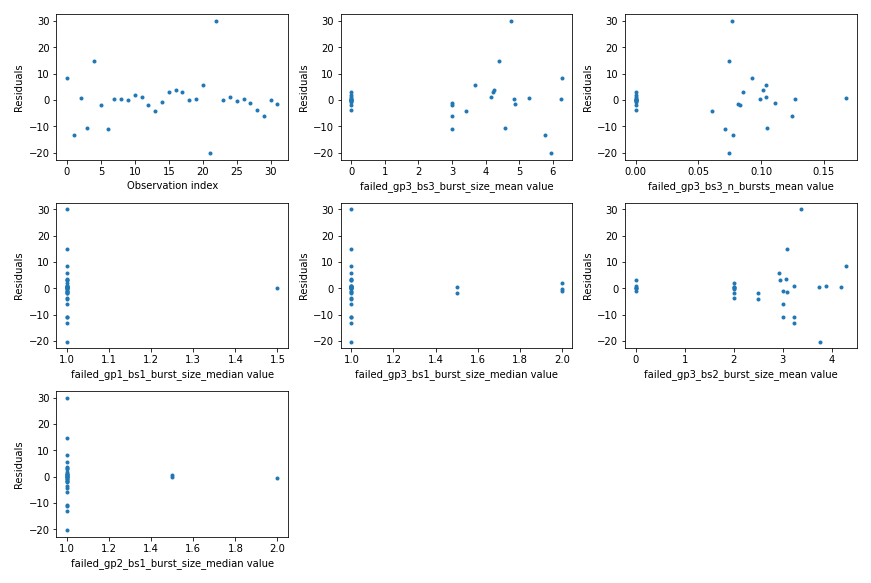 30
20
10
0
−10
−20
Residuals
0 5 10 15 20 25 30
Observation index
30
20
10
0
−10
−20
Residuals
0 1 2 3 4 5 6
failed_gp3_bs3_burst_size_mean value
30
20
10
0
−10
−20
Residuals
0.00 0.05 0.10 0.15
failed_gp3_bs3_n_bursts_mean value
30
20
10
0
−10
−20
Residuals
1.0 1.1 1.2 1.3 1.4 1.5
failed_gp1_bs1_burst_size_median value
30
20
10
0
−10
−20
Residuals
1.0 1.2 1.4 1.6 1.8 2.0
failed_gp3_bs1_burst_size_median value
30
20
10
0
−10
−20
Residuals
0 1 2 3 4
failed_gp3_bs2_burst_size_mean value
30
20
10
0
−10
−20
Residuals
1.0 1.2 1.4 1.6 1.8 2.0
failed_gp2_bs1_burst_size_median value